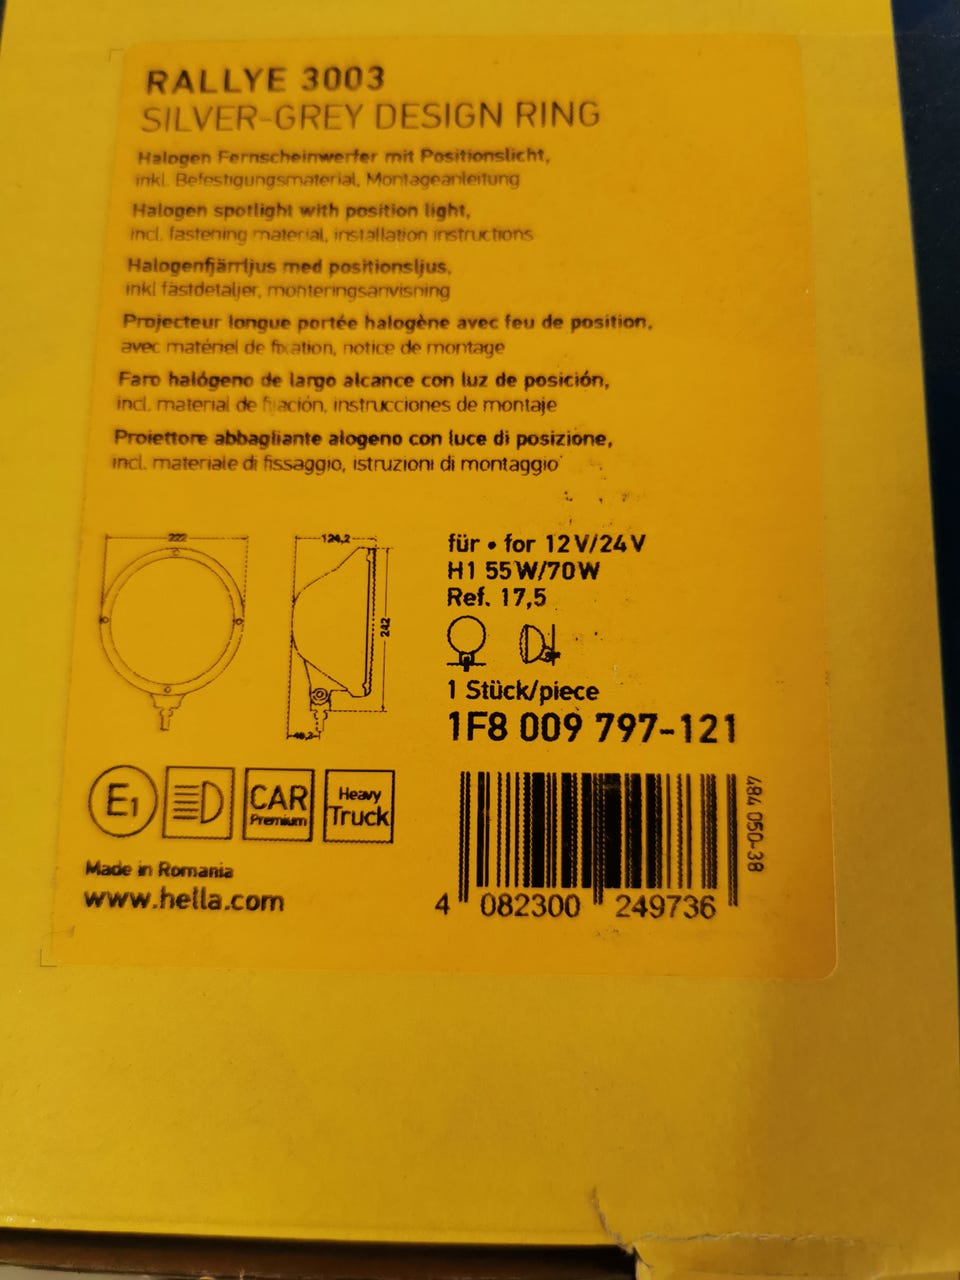 RALLYE 3003
SILVER-GREY DESIGN RING
Halogen Fernscheinwerfer mit Positionslicht,
inkl. Befestigungsmaterial, Montageanleitung
Halogen spotlight with position light,
incl. fastening material, installation instructions
Halogenfjärrljus med positionsljus,
inkl fästdetaljer, monteringsanvisning
Projecteur longue portée halogène avec feu de position,
avec matériel de fixation, notice de montage
Faro halógeno de largo alcance con luz de posición,
incl. material de fijación, instrucciones de montaje
Proiettore abbagliante alogeno con luce di posizione,
incl. materiale di fissaggio, istruzioni di montaggio
222
124,2
242
für • for 12V/24V
H1 55W/70W
Ref. 17,5
1 Stück/piece
1F8 009 797-121
E1
CAR
Premium
Heavy
Truck
484 050-38
Made in Romania
www.hella.com
4 082300 249736